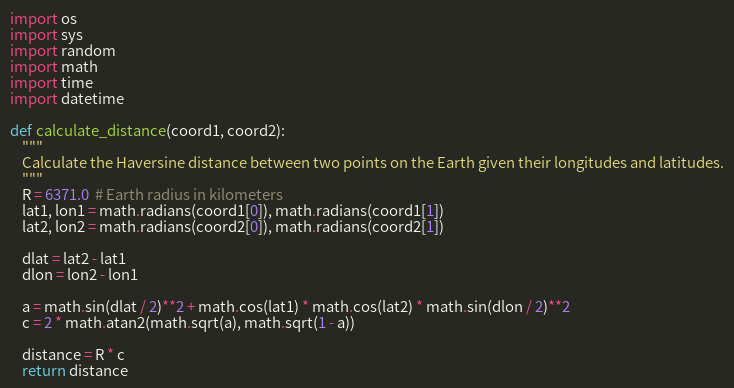 import os
import sys
import random
import math
import time
import datetime

def calculate_distance(coord1, coord2):
    """
    Calculate the Haversine distance between two points on the Earth given their longitudes and latitudes.
    """
    R = 6371.0  # Earth radius in kilometers
    lat1, lon1 = math.radians(coord1[0]), math.radians(coord1[1])
    lat2, lon2 = math.radians(coord2[0]), math.radians(coord2[1])

    dlat = lat2 - lat1
    dlon = lon2 - lon1

    a = math.sin(dlat / 2)**2 + math.cos(lat1) * math.cos(lat2) * math.sin(dlon / 2)**2
    c = 2 * math.atan2(math.sqrt(a), math.sqrt(1 - a))

    distance = R * c
    return distance